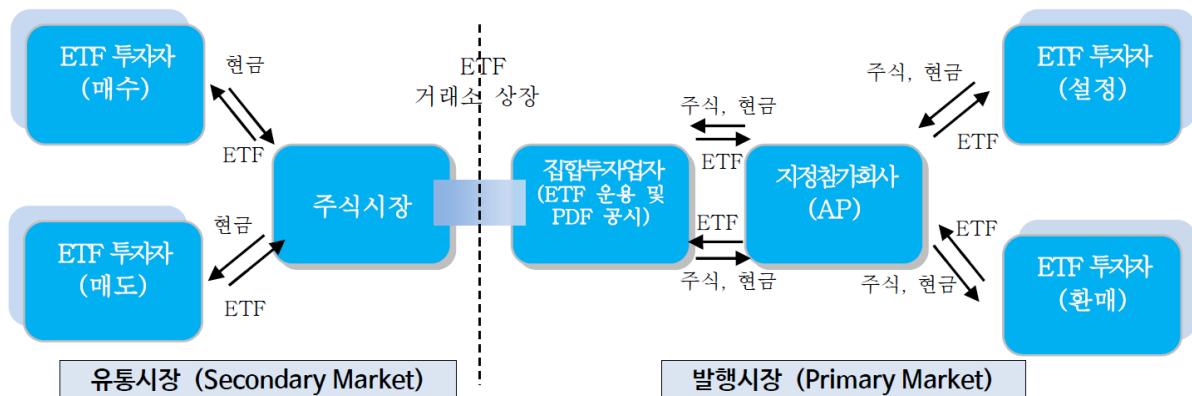 ETF 투자자
(매수)
현금
ETF
ETF
거래소 상장
주식시장
ETF 투자자
(매도)
현금
ETF
주식, 현금
ETF
집합투자업자
(ETF 운용 및
PDF 공시)
ETF
주식, 현금
지정참가회사
(AP)
주식, 현금
ETF
ETF 투자자
(설정)
ETF
주식, 현금
ETF 투자자
(환매)
유통시장 (Secondary Market)
발행시장 (Primary Market)